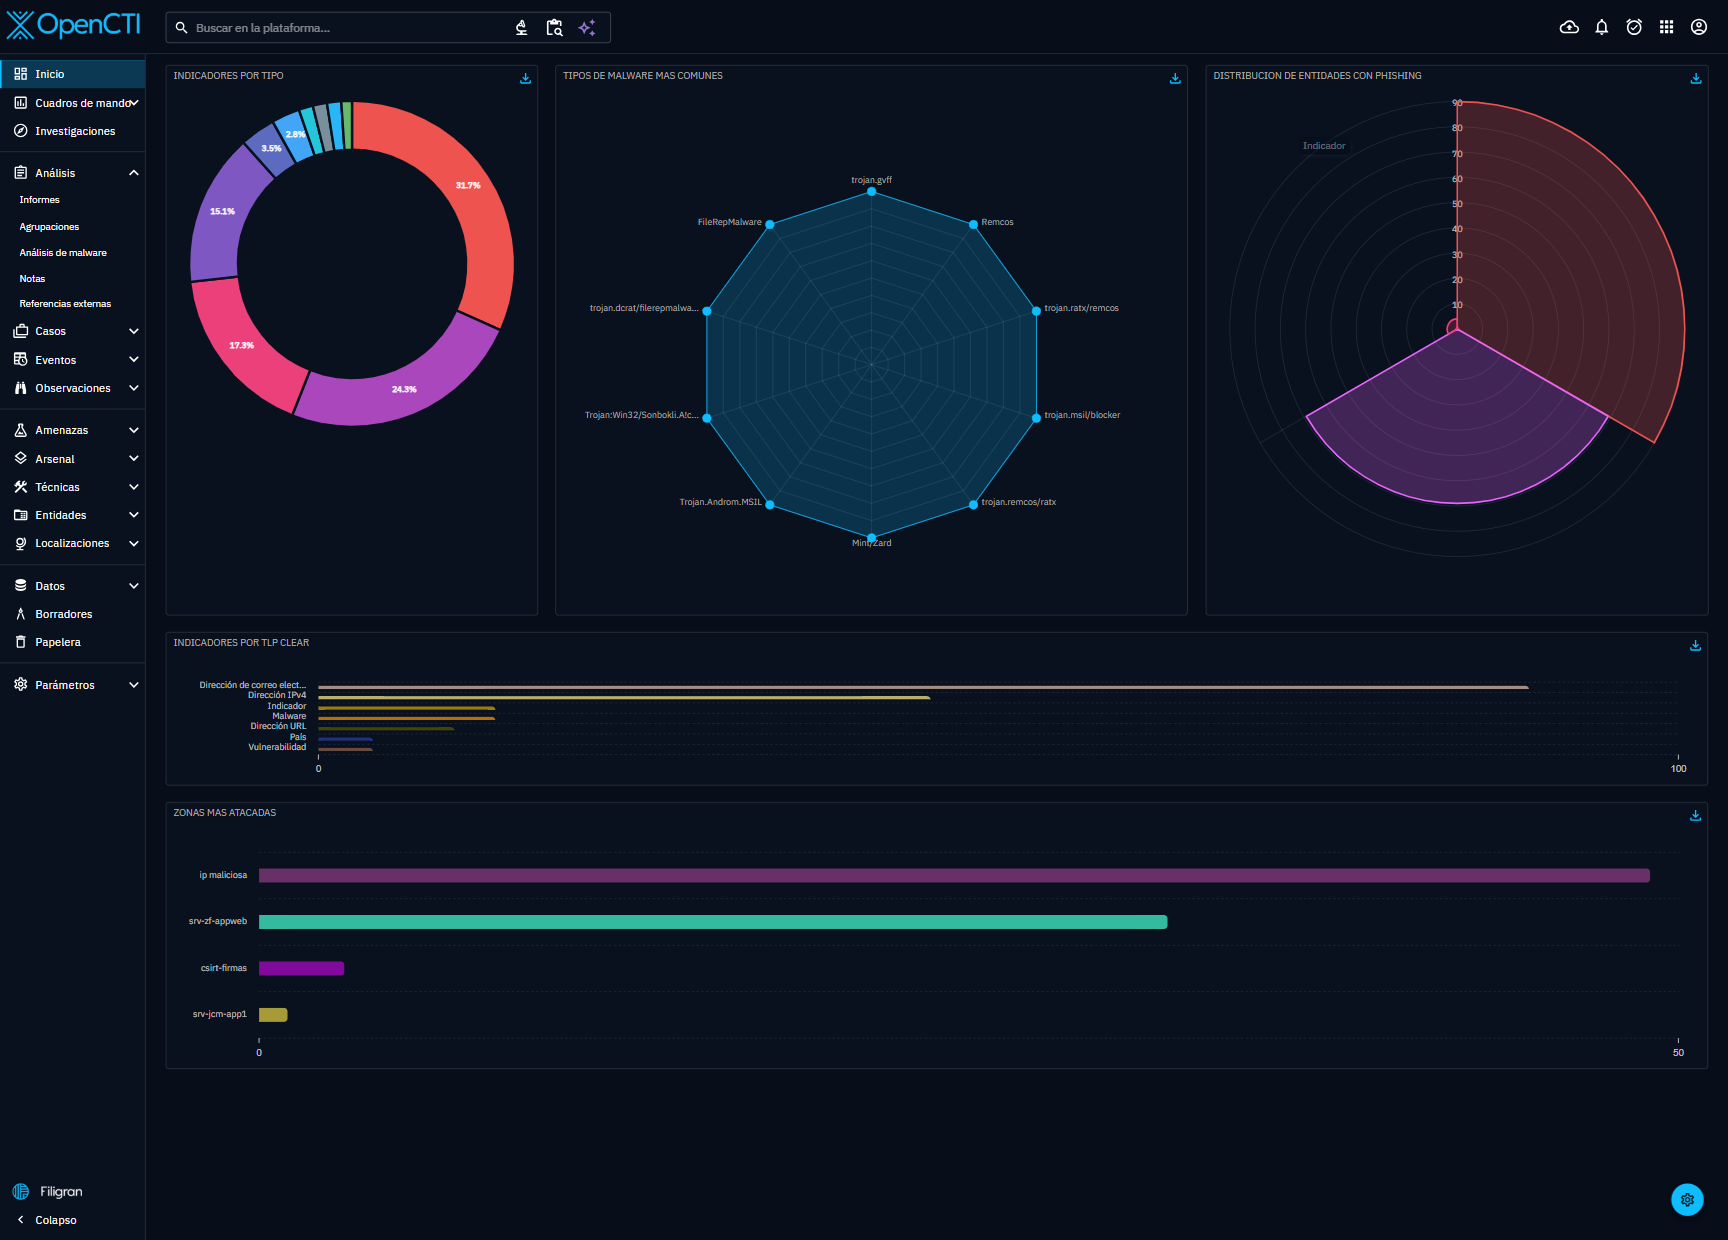 OpenCTI
Buscar en la plataforma...
Inicio
Cuadros de mando
Investigaciones
Análisis
Informes
Agrupaciones
Análisis de malware
Notas
Referencias externas
Casos
Eventos
Observaciones
Amenazas
Arsenal
Técnicas
Entidades
Localizaciones
Datos
Borradores
Papelera
Parámetros
Filigran
Colapso
INDICADORES POR TIPO
31.7%
24.3%
17.3%
15.1%
3.5%
2.8%
TIPOS DE MALWARE MAS COMUNES
trojan.gvff
FileRepMalware
Remcos
trojan.dcrat/filerepmalwa...
trojan.ratx/remcos
Trojan:Win32/Sonbokli.A!c...
trojan.msil/blocker
Trojan.Androm.MSIL
trojan.remcos/ratx
Mint/Zard
DISTRIBUCION DE ENTIDADES CON PHISHING
Indicador
90
80
70
60
50
40
30
20
10
INDICADORES POR TLP CLEAR
Dirección de correo elect...
Dirección IPv4
Indicador
Malware
Dirección URL
País
Vulnerabilidad
0
100
ZONAS MAS ATACADAS
ip maliciosa
srv-zf-appweb
csirt-firmas
srv-jcm-app1
0
50